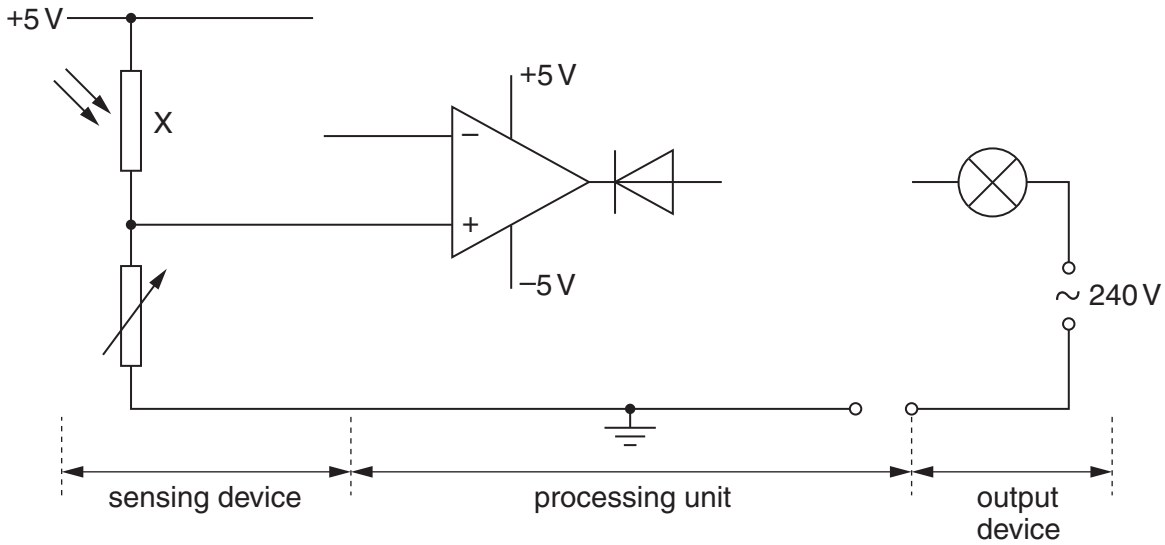 +5 V
X
+5 V
–
+
–5 V
~ 240 V
sensing device
processing unit
output
device